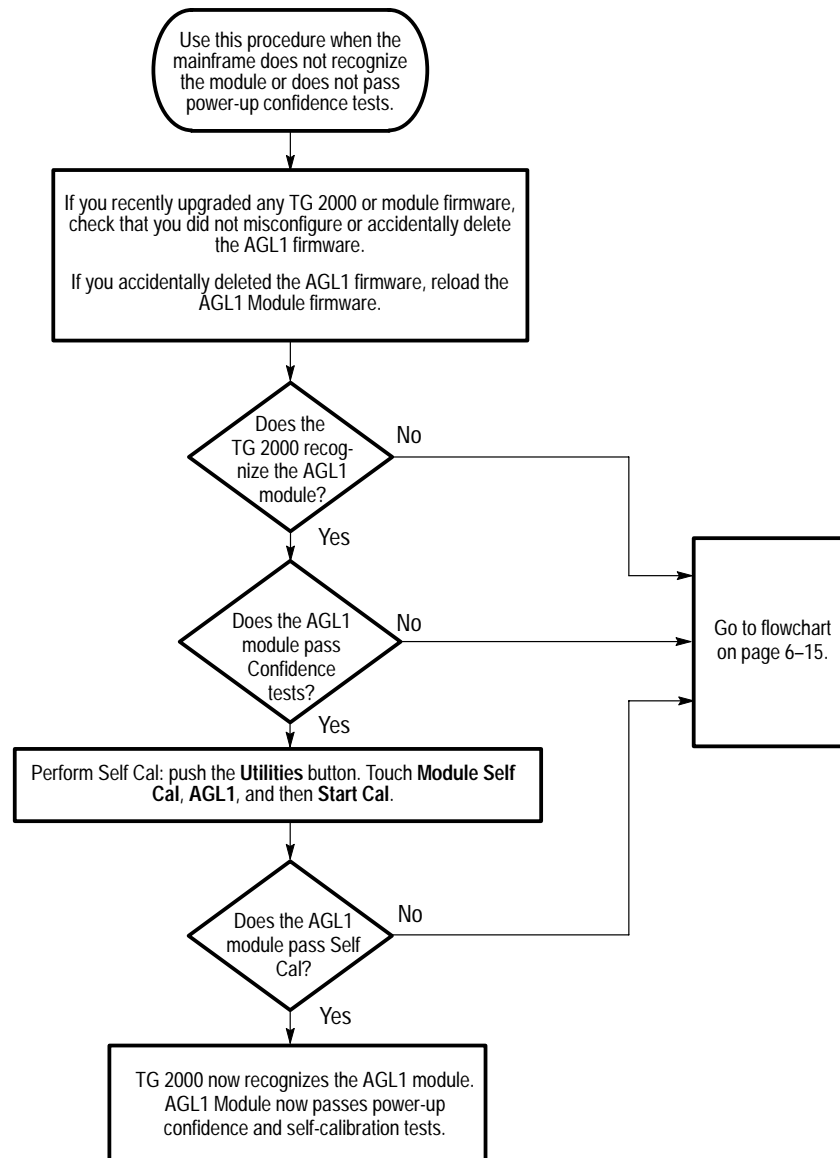 Use this procedure when the
mainframe does not recognize
the module or does not pass
power-up confidence tests.
If you recently upgraded any TG 2000 or module firmware,
check that you did not misconfigure or accidentally delete
the AGL1 firmware.
If you accidentally deleted the AGL1 firmware, reload the
AGL1 Module firmware.
Does the
TG 2000 recog-
nize the AGL1
module?
No
Yes
Does the AGL1
module pass
Confidence
tests?
No
Yes
Go to flowchart
on page 6–15.
Perform Self Cal: push the Utilities button. Touch Module Self
Cal, AGL1, and then Start Cal.
Does the AGL1
module pass Self
Cal?
No
Yes
TG 2000 now recognizes the AGL1 module.
AGL1 Module now passes power-up
confidence and self-calibration tests.